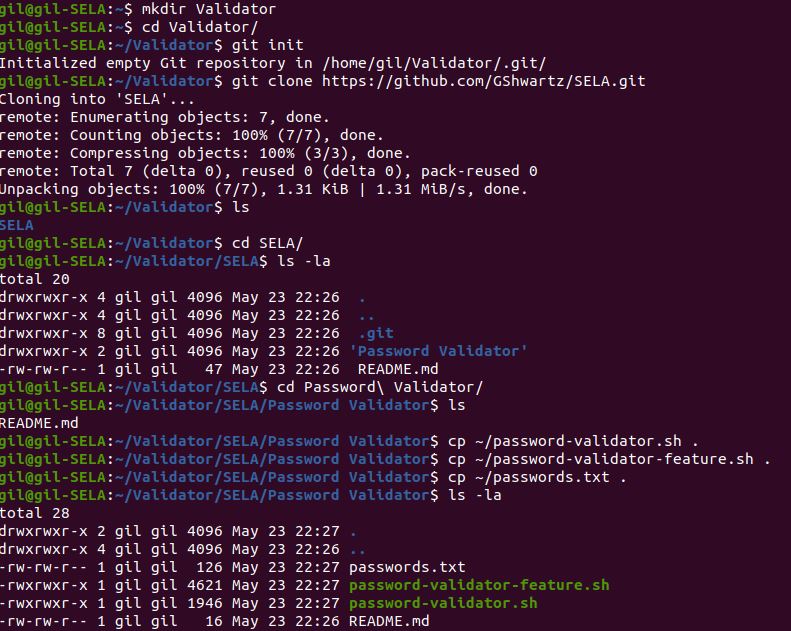 gil@gil-SELA:~$ mkdir Validator
gil@gil-SELA:~$ cd Validator/
gil@gil-SELA:~/Validator$ git init
Initialized empty Git repository in /home/gil/Validator/.git/
gil@gil-SELA:~/Validator$ git clone https://github.com/GShwartz/SELA.git
Cloning into 'SELA'...
remote: Enumerating objects: 7, done.
remote: Counting objects: 100% (7/7), done.
remote: Compressing objects: 100% (3/3), done.
remote: Total 7 (delta 0), reused 0 (delta 0), pack-reused 0
Unpacking objects: 100% (7/7), 1.31 KiB | 1.31 MiB/s, done.
gil@gil-SELA:~/Validator$ ls
SELA
gil@gil-SELA:~/Validator$ cd SELA/
gil@gil-SELA:~/Validator/SELA$ ls -la
total 20
drwxrwxr-x 4 gil gil 4096 May 23 22:26  .
drwxrwxr-x 4 gil gil 4096 May 23 22:26  ..
drwxrwxr-x 8 gil gil 4096 May 23 22:26  .git
drwxrwxr-x 2 gil gil 4096 May 23 22:26 'Password Validator'
-rw-rw-r-- 1 gil gil   47 May 23 22:26  README.md
gil@gil-SELA:~/Validator/SELA$ cd Password\ Validator/
gil@gil-SELA:~/Validator/SELA/Password Validator$ ls
README.md
gil@gil-SELA:~/Validator/SELA/Password Validator$ cp ~/password-validator.sh .
gil@gil-SELA:~/Validator/SELA/Password Validator$ cp ~/password-validator-feature.sh .
gil@gil-SELA:~/Validator/SELA/Password Validator$ cp ~/passwords.txt .
gil@gil-SELA:~/Validator/SELA/Password Validator$ ls -la
total 28
drwxrwxr-x 2 gil gil 4096 May 23 22:27 .
drwxrwxr-x 4 gil gil 4096 May 23 22:26 ..
-rw-rw-r-- 1 gil gil  126 May 23 22:27 passwords.txt
-rwxrwxr-x 1 gil gil 4621 May 23 22:27 password-validator-feature.sh
-rwxrwxr-x 1 gil gil 1946 May 23 22:27 password-validator.sh
-rw-rw-r-- 1 gil gil   16 May 23 22:26 README.md